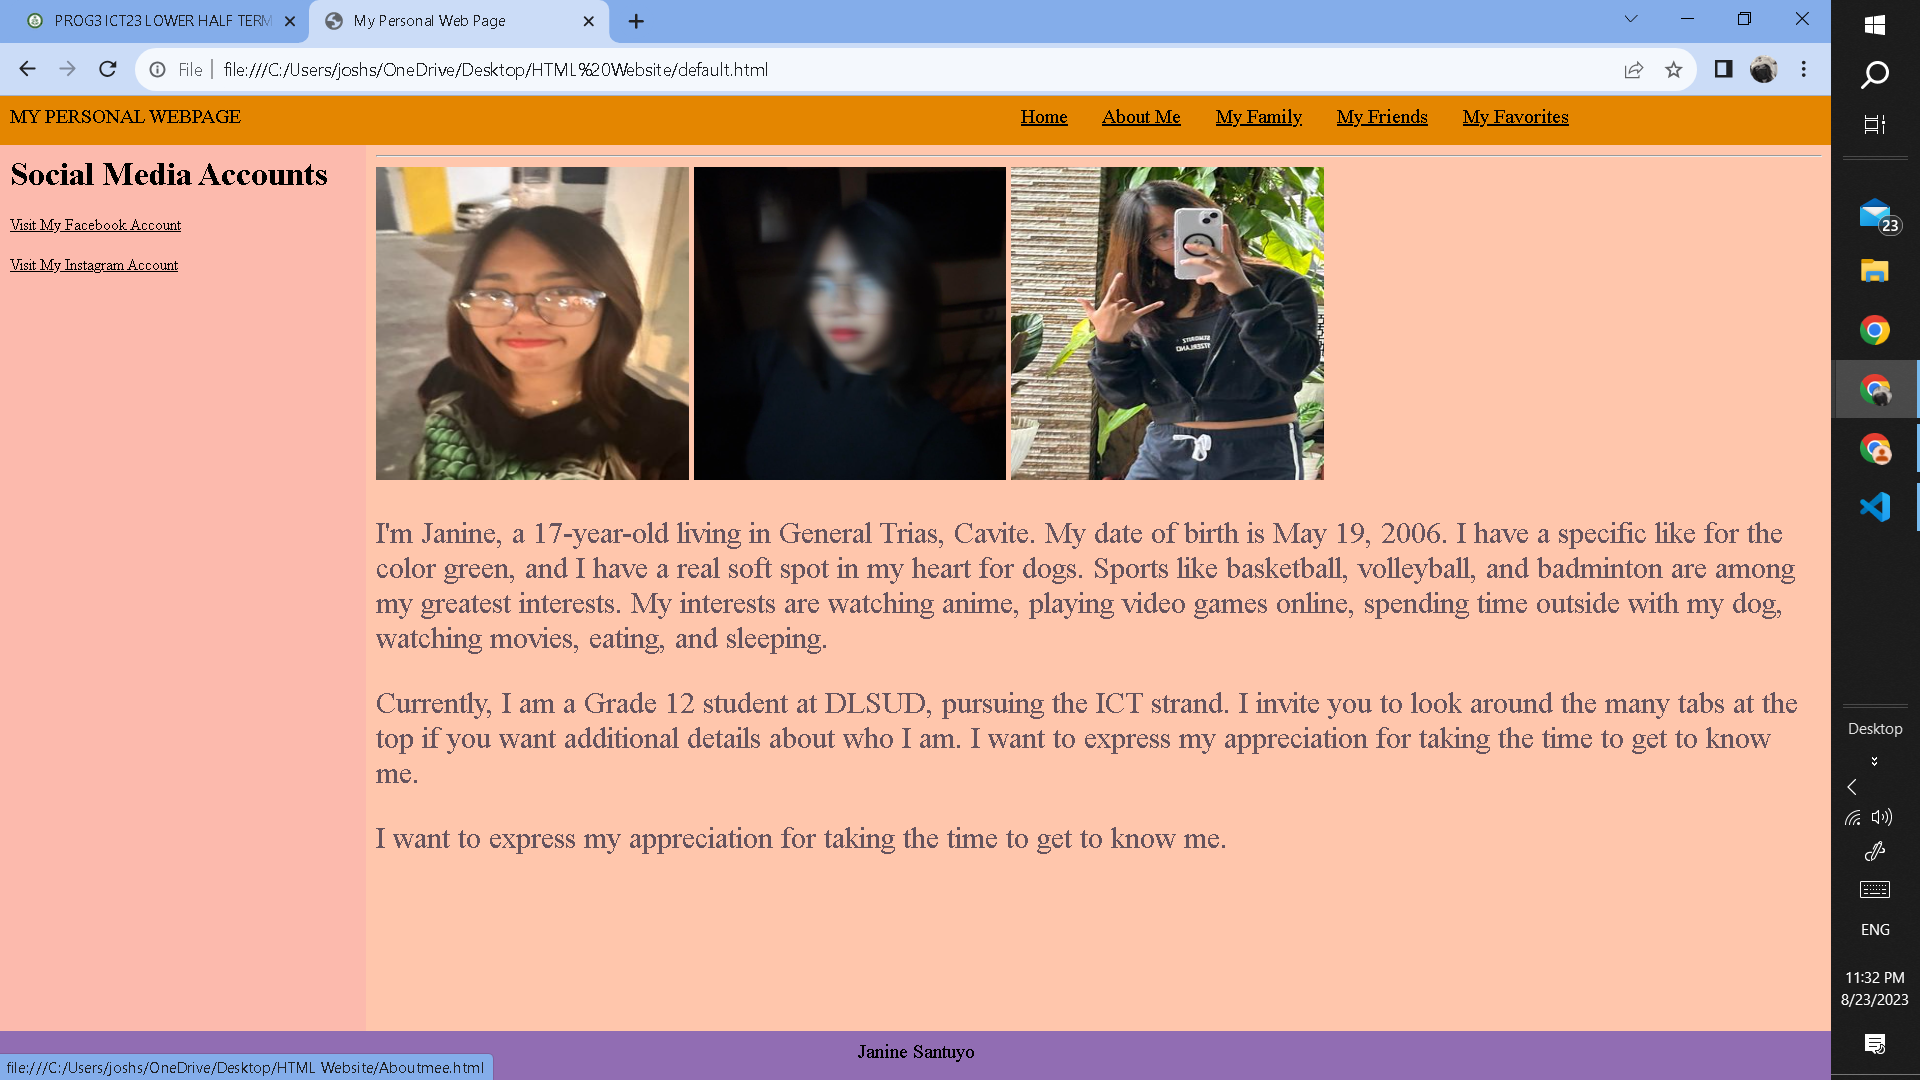 PROG3 ICT23 LOWER HALF TERM
My Personal Web Page
File
file:///C:/Users/joshs/OneDrive/Desktop/HTML%20Website/default.html
MY PERSONAL WEBPAGE
Home About Me My Family My Friends My Favorites
Social Media Accounts
Visit My Facebook Account
Visit My Instagram Account
I'm Janine, a 17-year-old living in General Trias, Cavite. My date of birth is May 19, 2006. I have a specific like for the
color green, and I have a real soft spot in my heart for dogs. Sports like basketball, volleyball, and badminton are among
my greatest interests. My interests are watching anime, playing video games online, spending time outside with my dog,
watching movies, eating, and sleeping.
Currently, I am a Grade 12 student at DLSUD, pursuing the ICT strand. I invite you to look around the many tabs at the
top if you want additional details about who I am. I want to express my appreciation for taking the time to get to know
me.
I want to express my appreciation for taking the time to get to know me.
Janine Santuyo
file:///C:/Users/joshs/OneDrive/Desktop/HTML Website/Aboutmee.html
23
Desktop
ENG
11:32 PM
8/23/2023